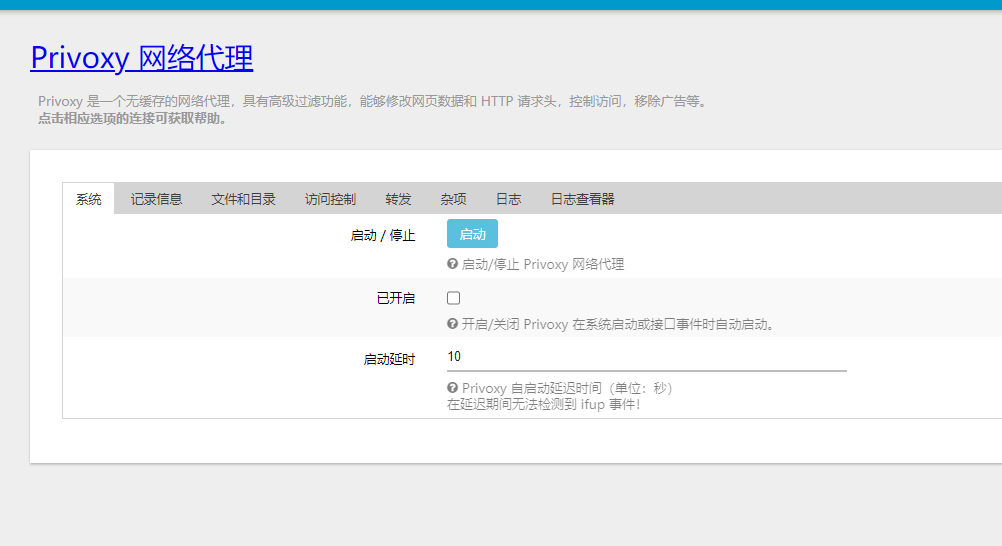 Privoxy 网络代理
Privoxy 是一个无缓存的网络代理，具有高级过滤功能，能够修改网页数据和 HTTP 请求头，控制访问，移除广告等。
点击相应选项的连接可获取帮助。
系统 记录信息 文件和目录 访问控制 转发 杂项 日志 日志查看器
启动 / 停止 启动
启动/停止 Privoxy 网络代理
已开启
开启/关闭 Privoxy 在系统启动或接口事件时自动启动。
启动延时 10
Privoxy 自启动延迟时间（单位：秒）
在延迟期间无法检测到 ifup 事件！